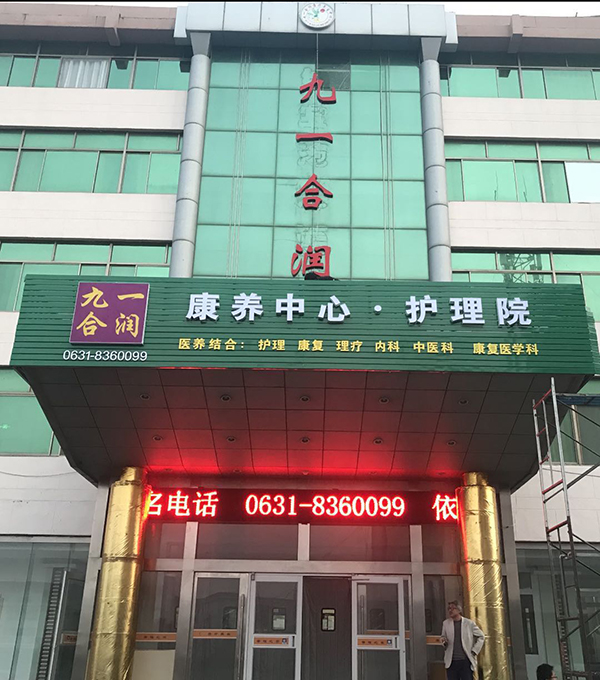 九
一
合
润
九一
合润
0631-8360099
康养中心·护理院
医养结合：护理 康复 理疗 内科 中医科 康复医学科
名电话 0631-8360099 依